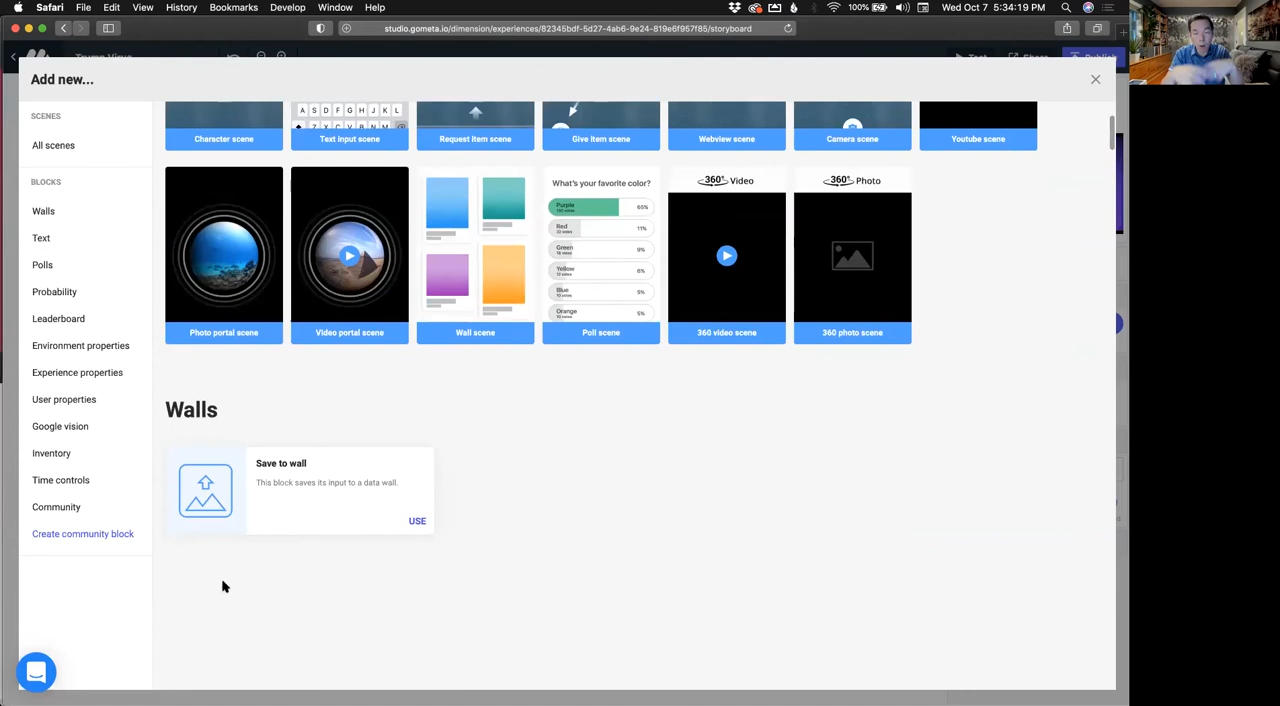 Safari File Edit View History Bookmarks Develop Window Help 100% Wed Oct 7 5:34:19 PM
studio.gometa.io/dimension/experiences/82345bdf-5d27-4ab6-9e24-819e6f957f85/storyboard
Add new...
SCENES
All scenes
BLOCKS
Walls
Text
Polls
Probability
Leaderboard
Environment properties
Experience properties
User properties
Google vision
Inventory
Time controls
Community
Create community block
A S D F G H J K L
Character scene
Text input scene
Request item scene
Give item scene
Webview scene
Camera scene
Youtube scene
What's your favorite color?
Purple
65%
Red
11%
Green
9%
Yellow
6%
Blue
5%
Orange
5%
360° Video
360° Photo
Photo portal scene
Video portal scene
Wall scene
Poll scene
360 video scene
360 photo scene
Walls
Save to wall
This block saves its input to a data wall.
USE